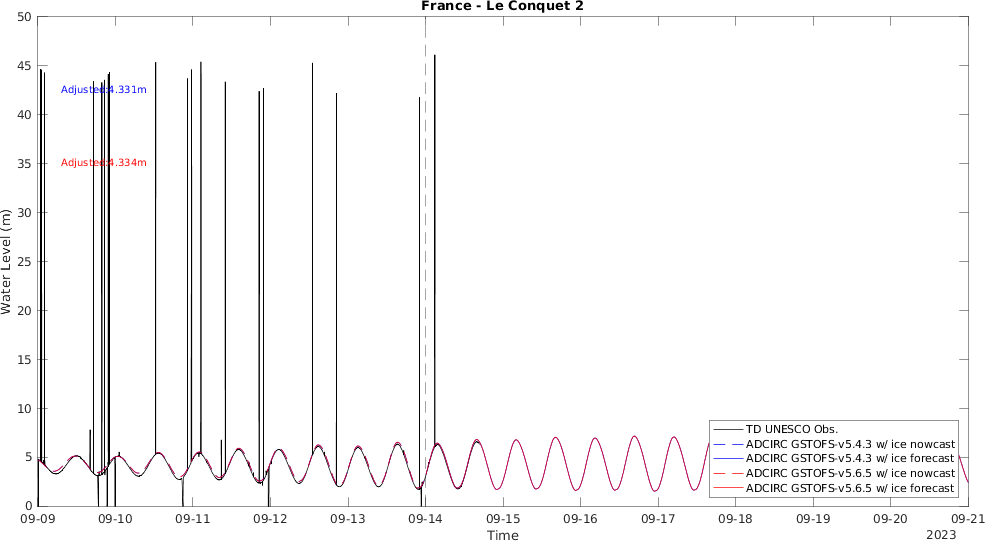 France - Le Conquet 2
50
45
40
35
30
25
20
15
10
5
0
Water Level (m)
Adjusted:4.331m
Adjusted:4.334m
TD UNESCO Obs.
ADCIRC GSTOFS-v5.4.3 w/ ice nowcast
ADCIRC GSTOFS-v5.4.3 w/ ice forecast
ADCIRC GSTOFS-v5.6.5 w/ ice nowcast
ADCIRC GSTOFS-v5.6.5 w/ ice forecast
09-09 09-10 09-11 09-12 09-13 09-14 09-15 09-16 09-17 09-18 09-19 09-20 09-21
Time
2023